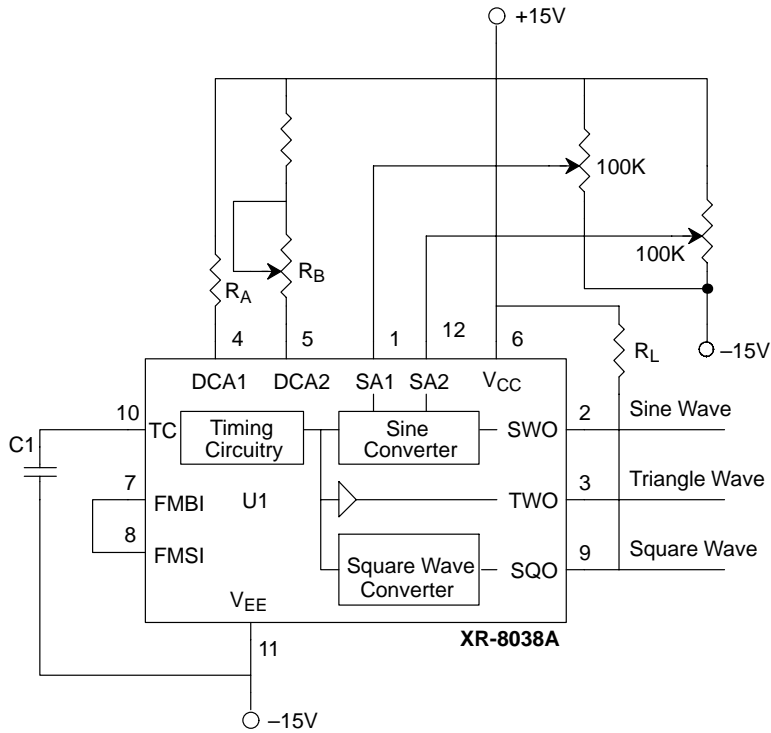 +15V
100K
100K
R_A
R_B
4
5
1
12
6
R_L
–15V
DCA1
DCA2
SA1
SA2
V_CC
10
TC
Timing
Circuitry
Sine
Converter
SWO
2
Sine Wave
C1
7
FMBI
U1
TWO
3
Triangle Wave
8
FMSI
Square Wave
Converter
SQO
9
Square Wave
V_EE
XR-8038A
11
–15V